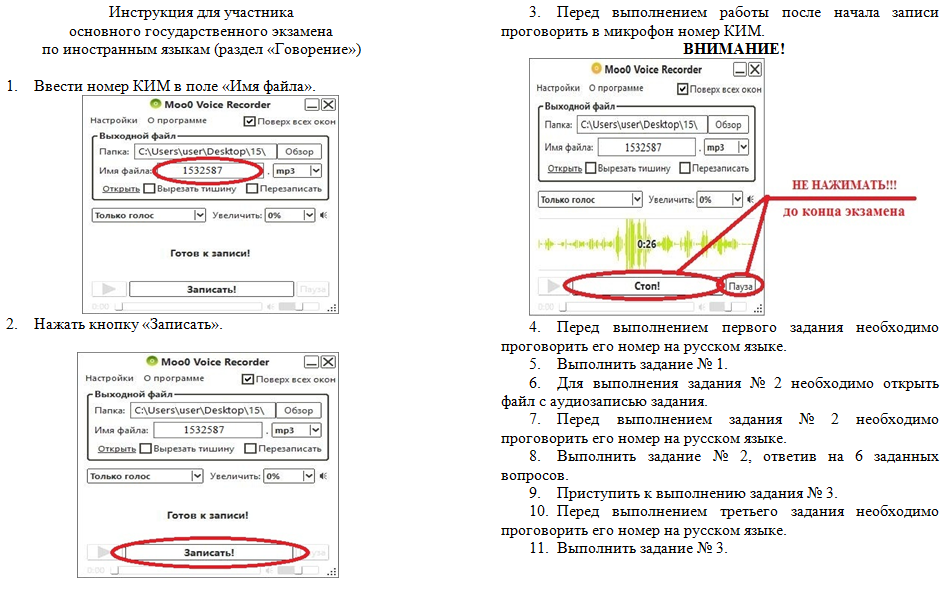 Инструкция для участника
основного государственного экзамена
по иностранным языкам (раздел «Говорение»)
1. Ввести номер КИМ в поле «Имя файла».
Moo0 Voice Recorder
Настройки О программе
Поверх всех окон
Выходной файл
Папка: C:\Users\user\Desktop\15\ Обзор
Имя файла: 1532587 . mp3
Открыть Вырезать тишину Перезаписать
Только голос Увеличить: 0%
Готов к записи!
Записать! Пауза
0:00
2. Нажать кнопку «Записать».
Moo0 Voice Recorder
Настройки О программе
Поверх всех окон
Выходной файл
Папка: C:\Users\user\Desktop\15\ Обзор
Имя файла: 1532587 . mp3
Открыть Вырезать тишину Перезаписать
Только голос Увеличить: 0%
Готов к записи!
Записать!
0:00
3. Перед выполнением работы после начала записи
проговорить в микрофон номер КИМ.
ВНИМАНИЕ!
Moo0 Voice Recorder
Настройки О программе
Поверх всех окон
Выходной файл
Папка: C:\Users\user\Desktop\15\ Обзор
Имя файла: 1532587 . mp3
Открыть Вырезать тишину Перезаписать
Только голос Увеличить: 0%
0:26
Стоп! Пауза
0:00
НЕ НАЖИМАТЬ!!!
до конца экзамена
4. Перед выполнением первого задания необходимо
проговорить его номер на русском языке.
5. Выполнить задание № 1.
6. Для выполнения задания № 2 необходимо открыть
файл с аудиозаписью задания.
7. Перед выполнением задания № 2 необходимо
проговорить его номер на русском языке.
8. Выполнить задание № 2, ответив на 6 заданных
вопросов.
9. Приступить к выполнению задания № 3.
10. Перед выполнением третьего задания необходимо
проговорить его номер на русском языке.
11. Выполнить задание № 3.